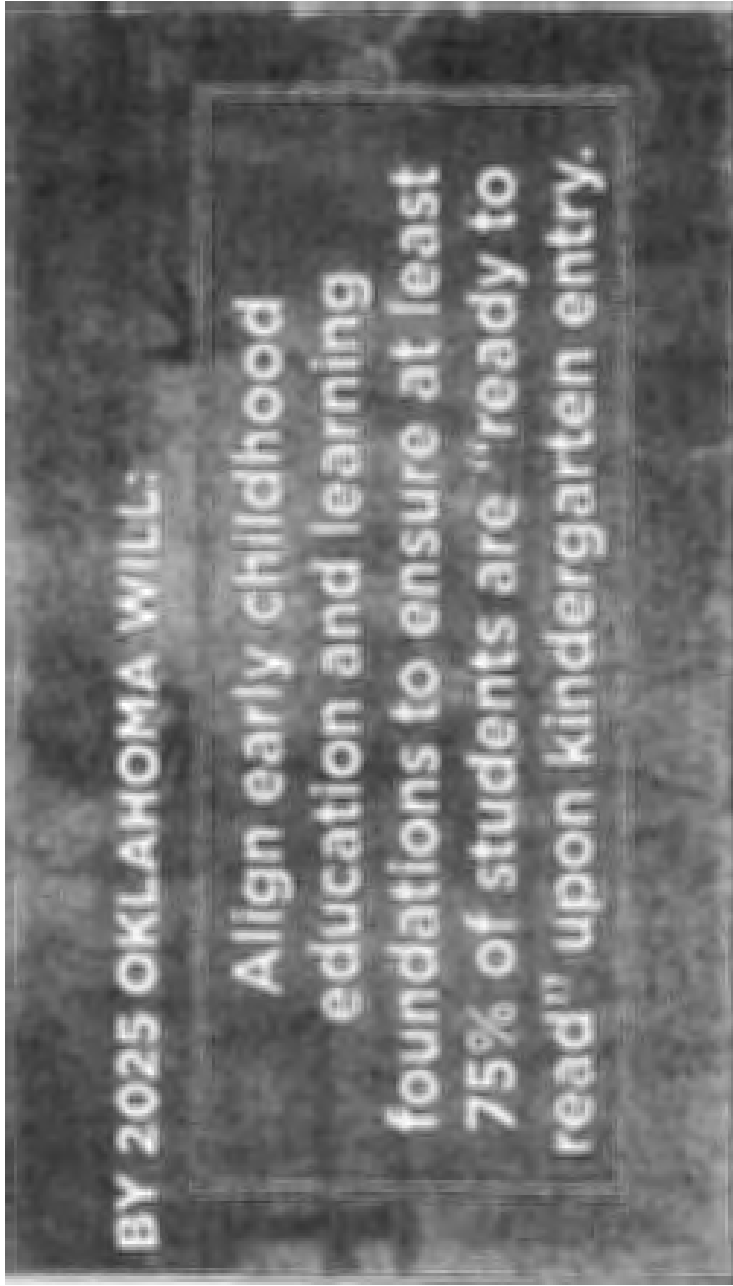 BY 2025 OKLAHOMA WILL:
Align early childhood
education and learning
foundations to ensure at least
75% of students are "ready to
read" upon kindergarten entry.